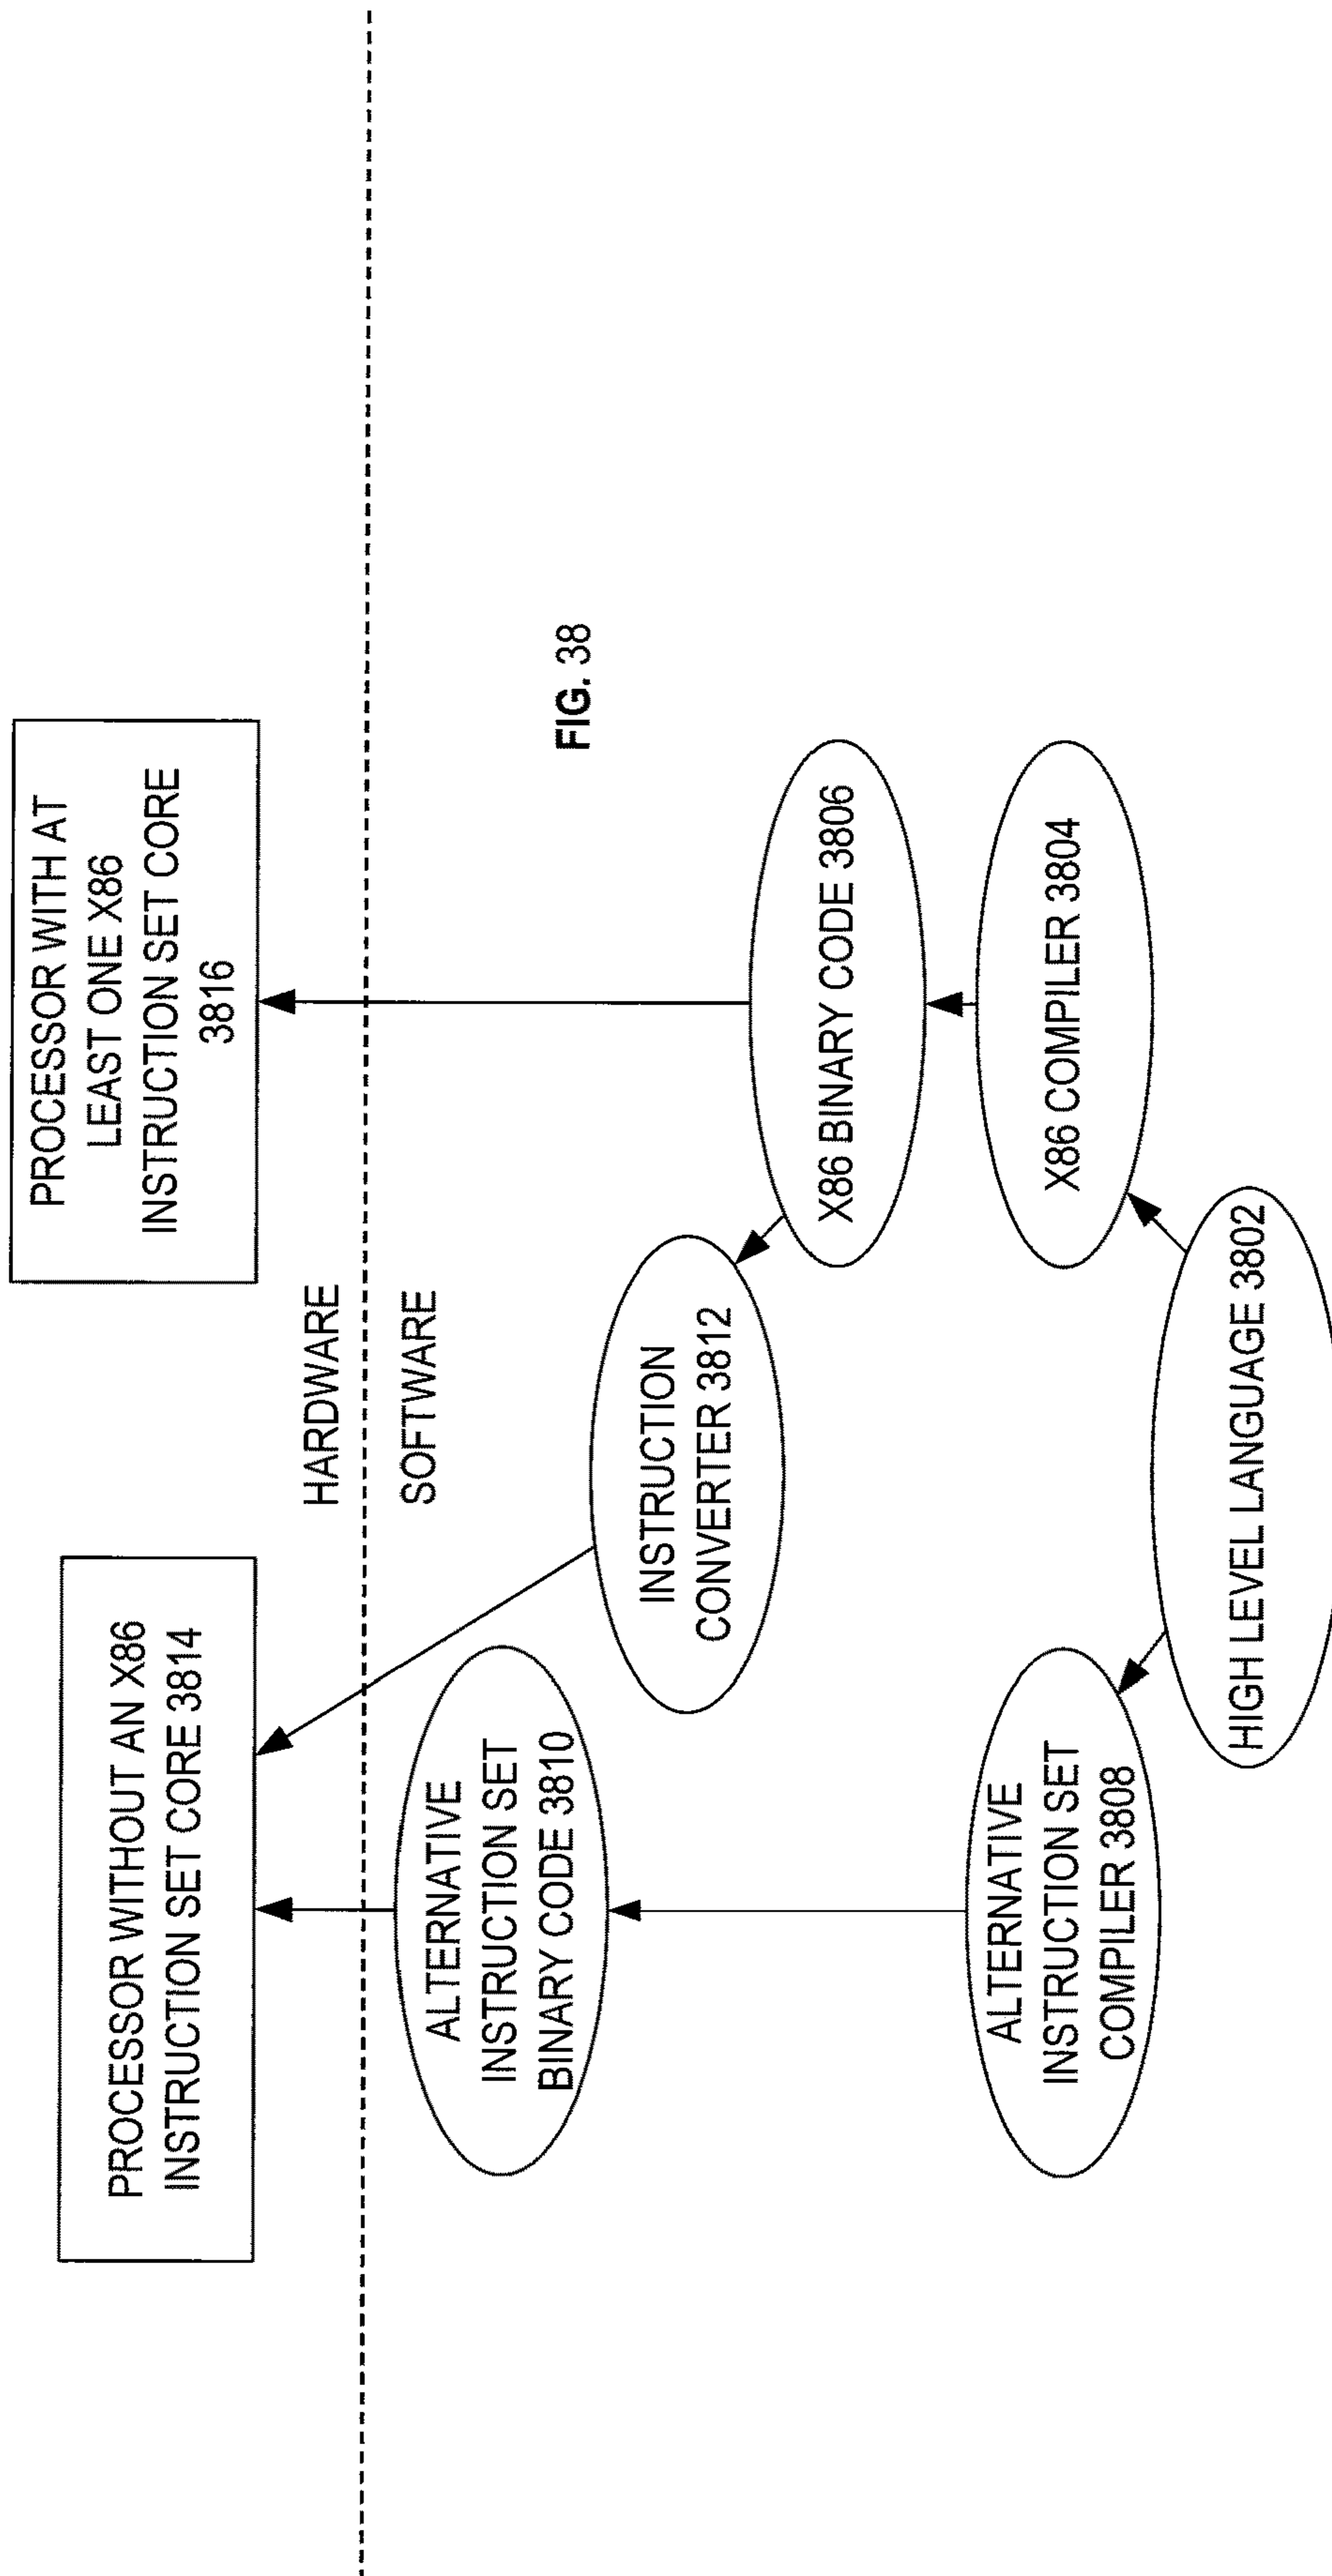 PROCESSOR WITHOUT AN X86
INSTRUCTION SET CORE 3814
PROCESSOR WITH AT
LEAST ONE X86
INSTRUCTION SET CORE
3816
HARDWARE
SOFTWARE
ALTERNATIVE
INSTRUCTION SET
BINARY CODE 3810
INSTRUCTION
CONVERTER 3812
FIG. 38
X86 BINARY CODE 3806
ALTERNATIVE
INSTRUCTION SET
COMPILER 3808
X86 COMPILER 3804
HIGH LEVEL LANGUAGE 3802